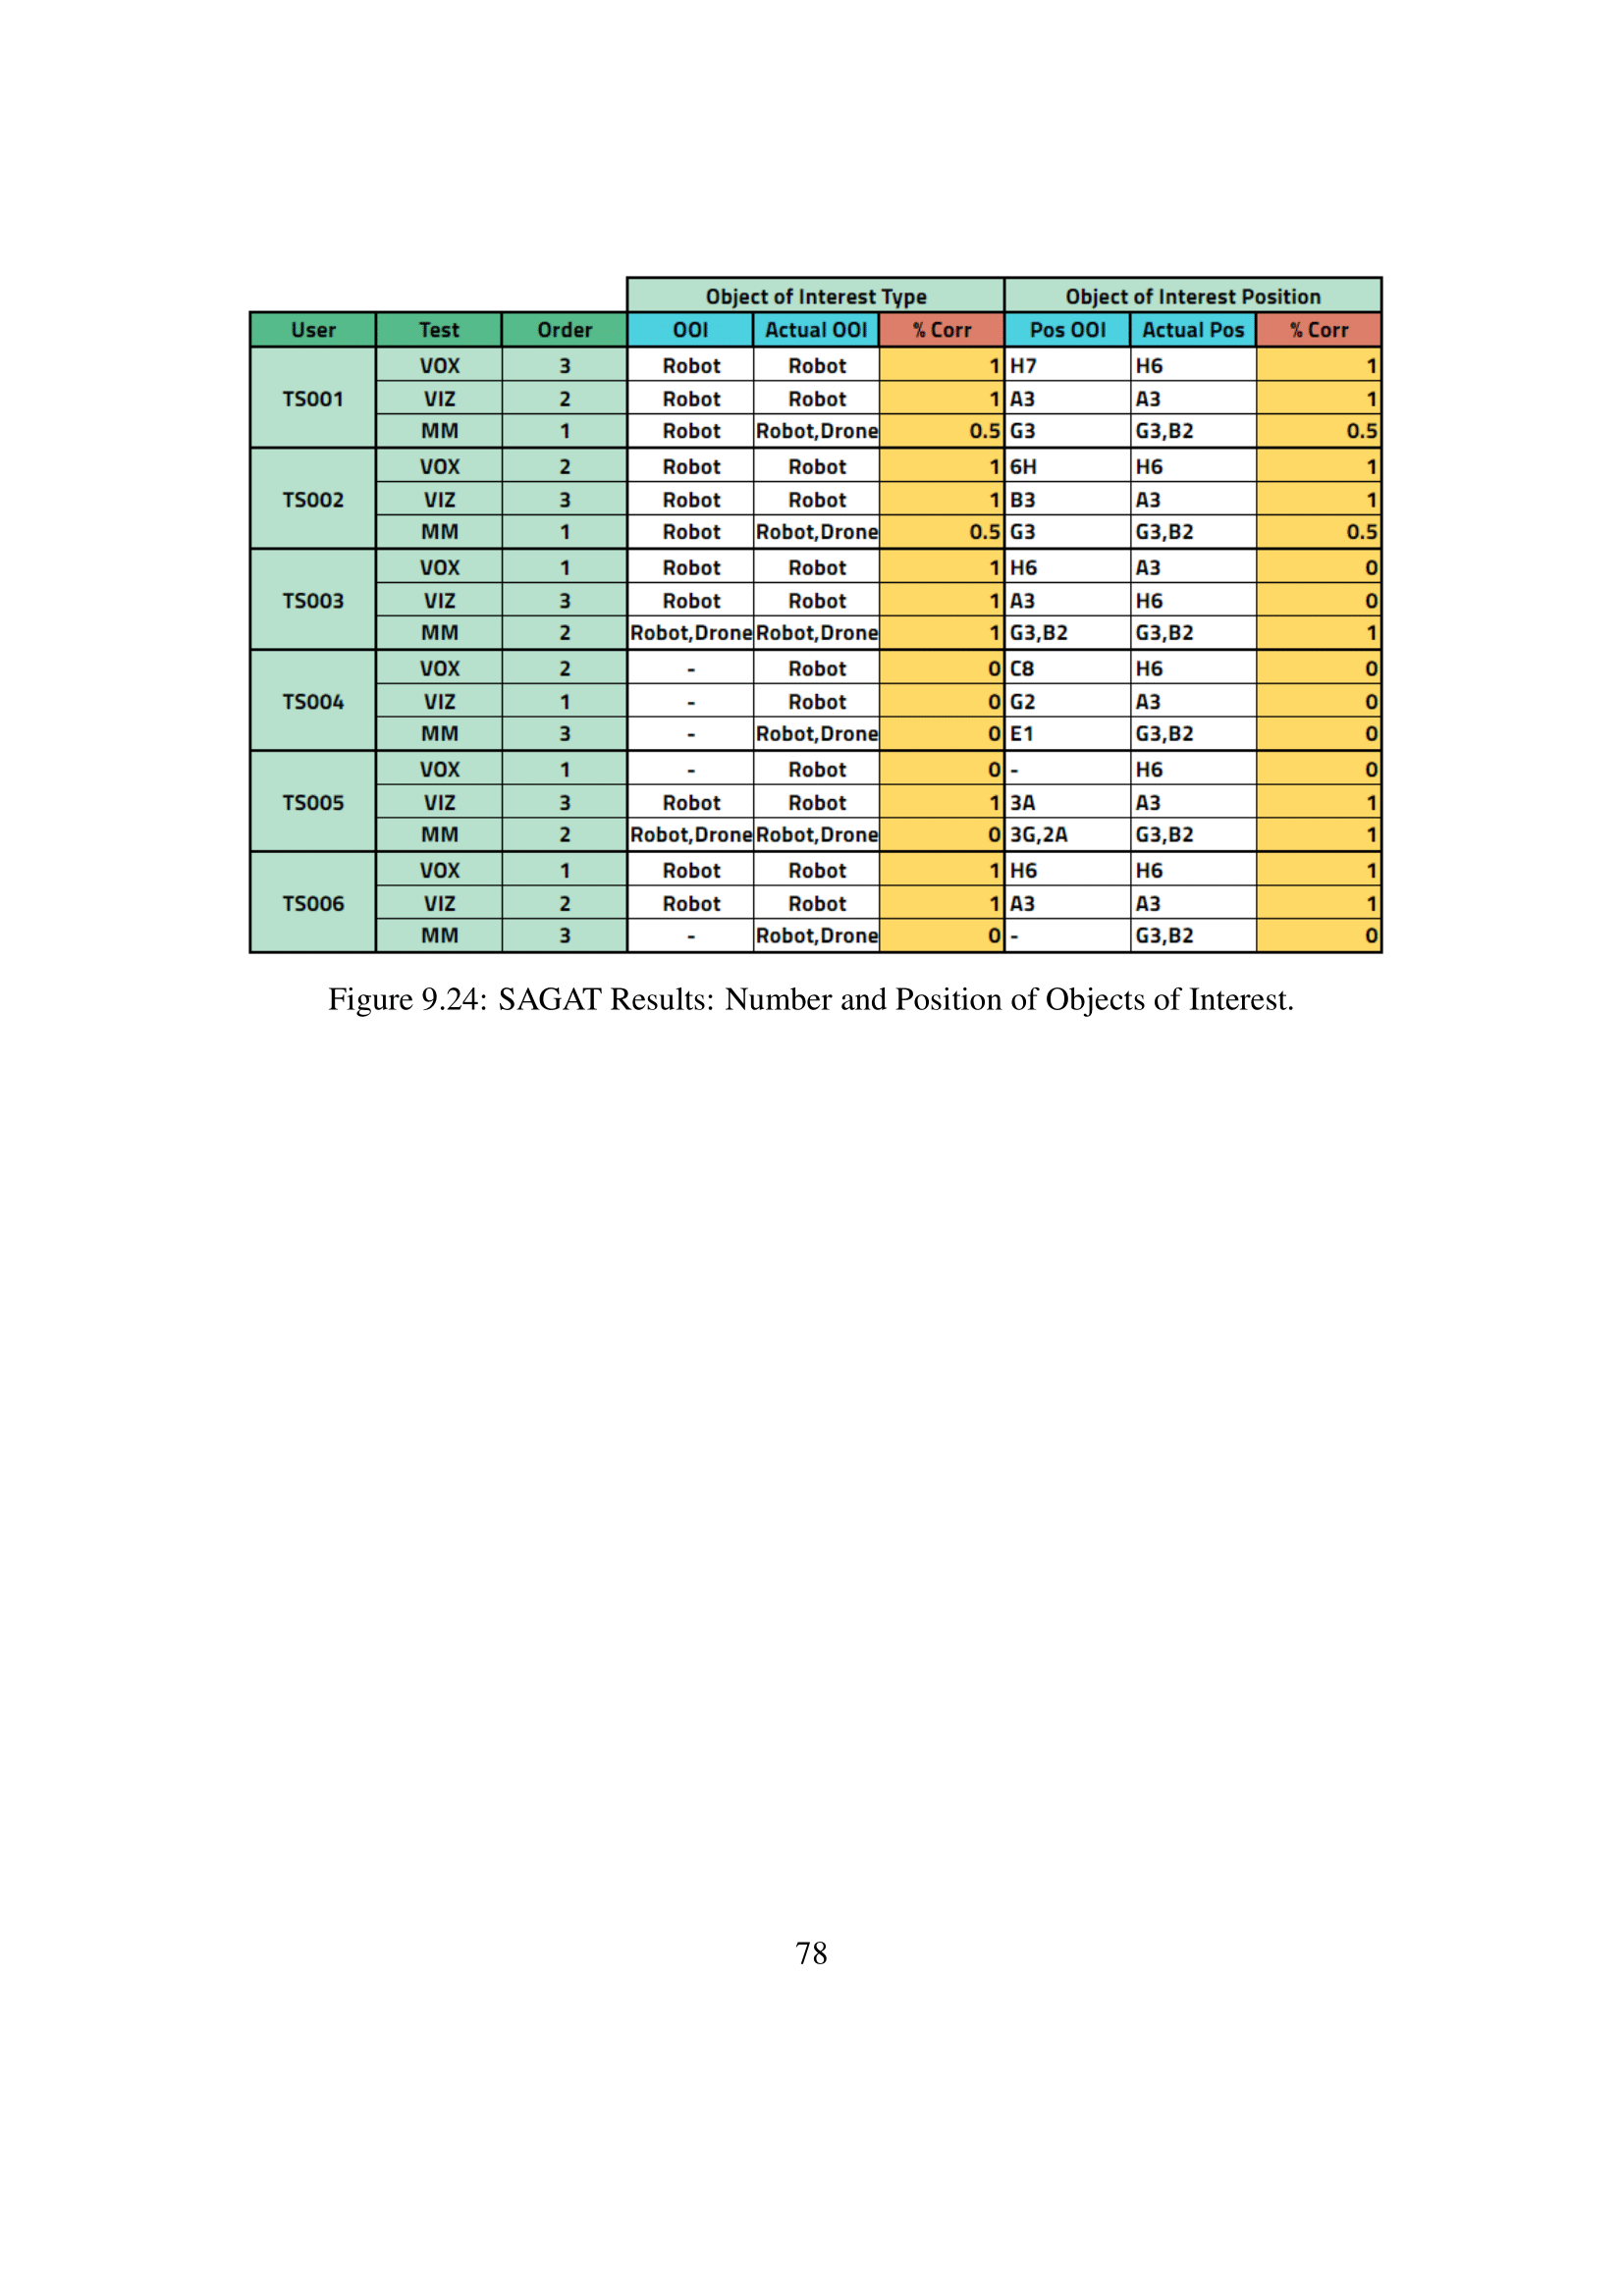 Object of Interest Type Object of Interest Position
User Test Order OOI Actual OOI % Corr Pos OOI Actual Pos % Corr
TS001 VOX 3 Robot Robot 1 H7 H6 1
VIZ 2 Robot Robot 1 A3 A3 1
MM 1 Robot Robot,Drone 0.5 G3 G3,B2 0.5
TS002 VOX 2 Robot Robot 1 6H H6 1
VIZ 3 Robot Robot 1 B3 A3 1
MM 1 Robot Robot,Drone 0.5 G3 G3,B2 0.5
TS003 VOX 1 Robot Robot 1 H6 A3 0
VIZ 3 Robot Robot 1 A3 H6 0
MM 2 Robot,Drone Robot,Drone 1 G3,B2 G3,B2 1
TS004 VOX 2 - Robot 0 C8 H6 0
VIZ 1 - Robot 0 G2 A3 0
MM 3 - Robot,Drone 0 E1 G3,B2 0
TS005 VOX 1 - Robot 0 - H6 0
VIZ 3 Robot Robot 1 3A A3 1
MM 2 Robot,Drone Robot,Drone 0 3G,2A G3,B2 1
TS006 VOX 1 Robot Robot 1 H6 H6 1
VIZ 2 Robot Robot 1 A3 A3 1
MM 3 - Robot,Drone 0 - G3,B2 0
Figure 9.24: SAGAT Results: Number and Position of Objects of Interest.
78